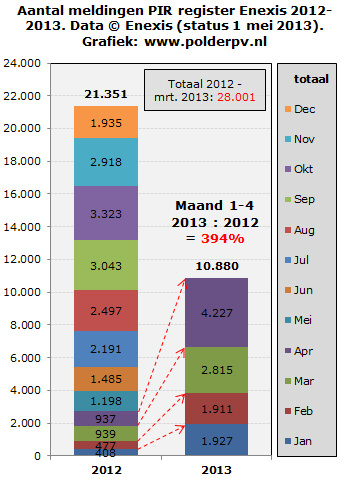 Aantal meldingen PIR register Enexis 2012-
2013. Data © Enexis (status 1 mei 2013).
Grafiek: www.polderpv.nl
24.000
22.000
20.000
18.000
16.000
14.000
12.000
10.000
8.000
6.000
4.000
2.000
0
21.351
1.935
2.918
3.323
3.043
2.497
2.191
1.485
1.198
937
939
477
408
2012
Totaal 2012 -
mrt. 2013: 28.001
Maand 1-4
2013 : 2012
= 394%
10.880
4.227
2.815
1.911
1.927
2013
totaal
Dec
Nov
Okt
Sep
Aug
Jul
Jun
Mei
Apr
Mar
Feb
Jan